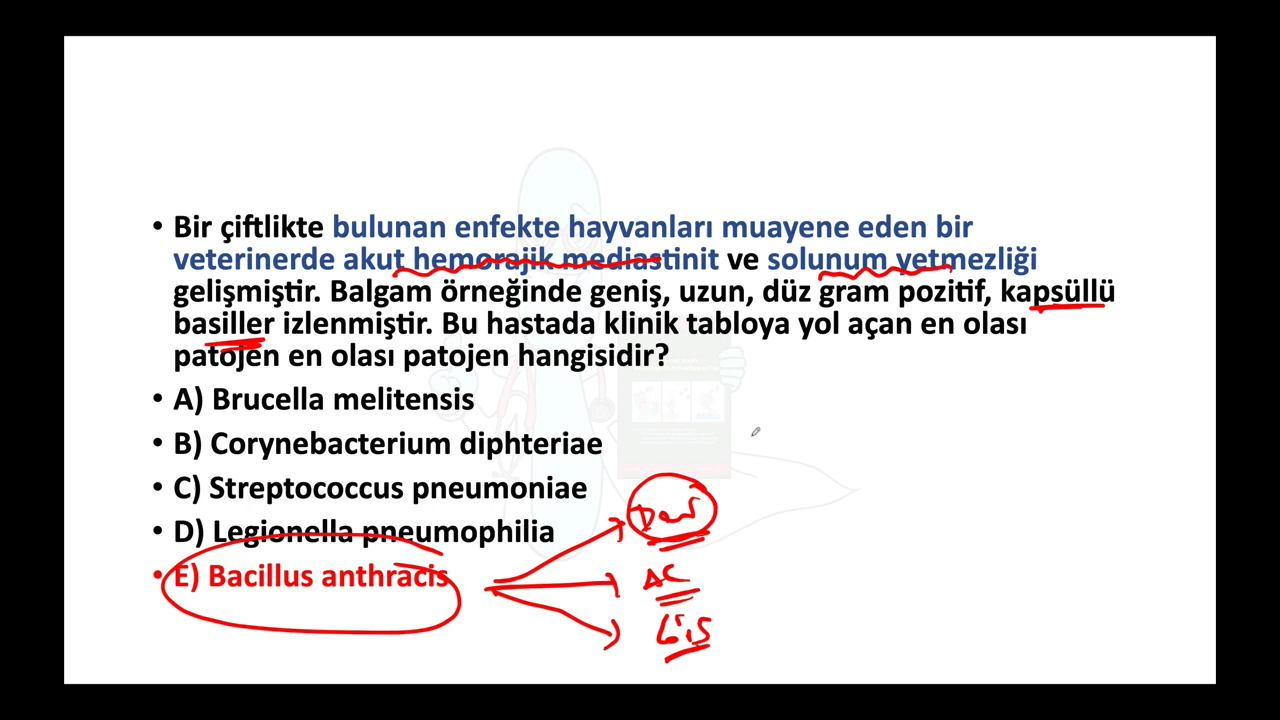 • Bir çiftlikte bulunan enfekte hayvanları muayene eden bir
veterinerde akut hemorajik mediastinit ve solunum yetmezliği
gelişmiştir. Balgam örneğinde geniş, uzun, düz gram pozitif, kapsüllü
basiller izlenmiştir. Bu hastada klinik tabloya yol açan en olası
patojen en olası patojen hangisidir?
• A) Brucella melitensis
• B) Corynebacterium diphteriae
• C) Streptococcus pneumoniae
• D) Legionella pneumophilia
• E) Bacillus anthracis
AC
GİS